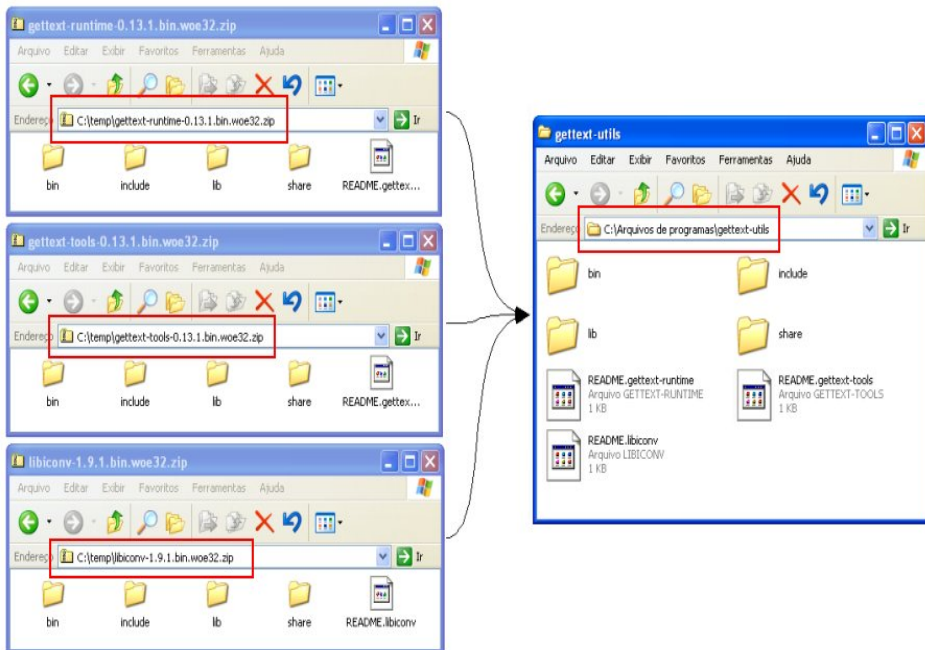 gettext-runtime-0.13.1.bin.woe32.zip
Arquivo Editar Exibir Favoritos Ferramentas Ajuda
Endereço C:\temp\gettext-runtime-0.13.1.bin.woe32.zip Ir
bin include lib share README.gettex...
gettext-tools-0.13.1.bin.woe32.zip
Arquivo Editar Exibir Favoritos Ferramentas Ajuda
Endereço C:\temp\gettext-tools-0.13.1.bin.woe32.zip Ir
bin include lib share README.gettex...
libiconv-1.9.1.bin.woe32.zip
Arquivo Editar Exibir Favoritos Ferramentas Ajuda
Endereço C:\temp\libiconv-1.9.1.bin.woe32.zip Ir
bin include lib share README.libiconv
gettext-utils
Arquivo Editar Exibir Favoritos Ferramentas Ajuda
Endereço C:\Arquivos de programas\gettext-utils Ir
bin include
lib share
README.gettext-runtime README.gettext-tools
Arquivo GETTEXT-RUNTIME Arquivo GETTEXT-TOOLS
1 KB 1 KB
README.libiconv
Arquivo LIBICONV
1 KB